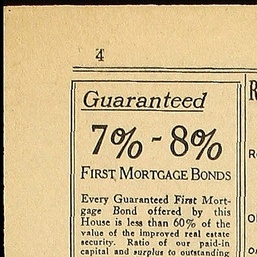 4
Guaranteed
7% - 8%
FIRST MORTGAGE BONDS
Every Guaranteed First Mort-
gage Bond offered by this
House is less than 60% of the
value of the improved real estate
security. Ratio of our paid-in
capital and surplus to outstanding